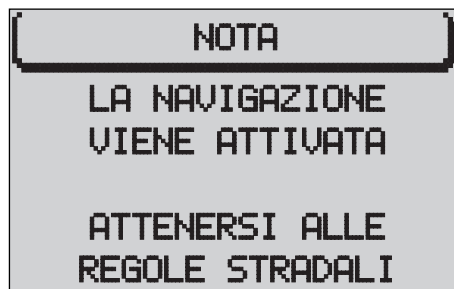 NOTA
LA NAVIGAZIONE
VIENE ATTIVATA
ATTENERSI ALLE
REGOLE STRADALI